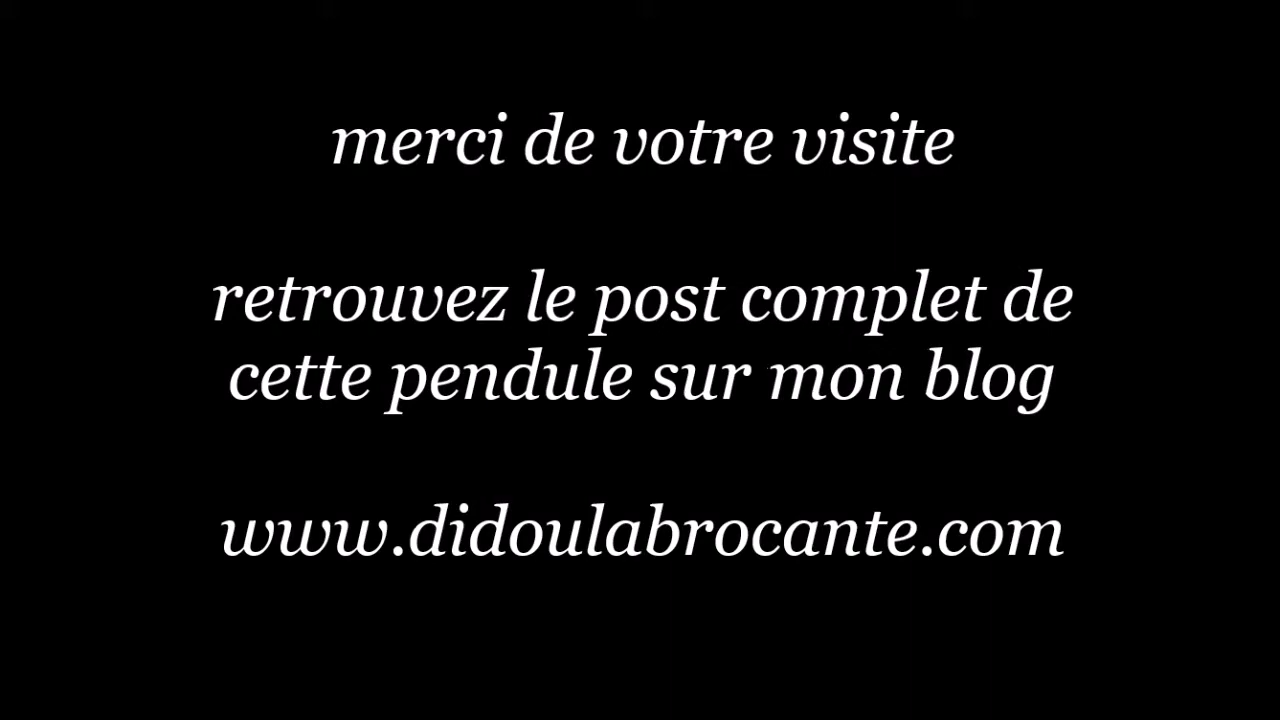 merci de votre visite
retrouvez le post complet de
cette pendule sur mon blog
www.didoulabrocante.com